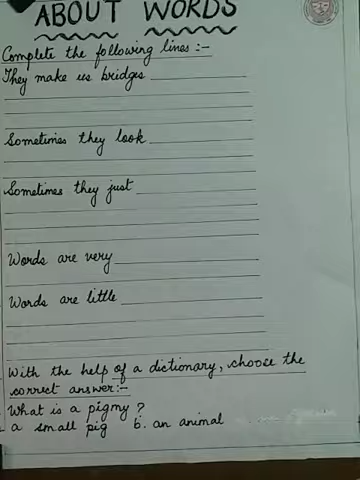 ABOUT WORDS
Complete the following lines :-
They make us bridges
Sometimes they look
Sometimes they just
Words are very
Words are little
With the help of a dictionary, choose the
correct answer:-
What is a pigmy ?
a small pig b. an animal